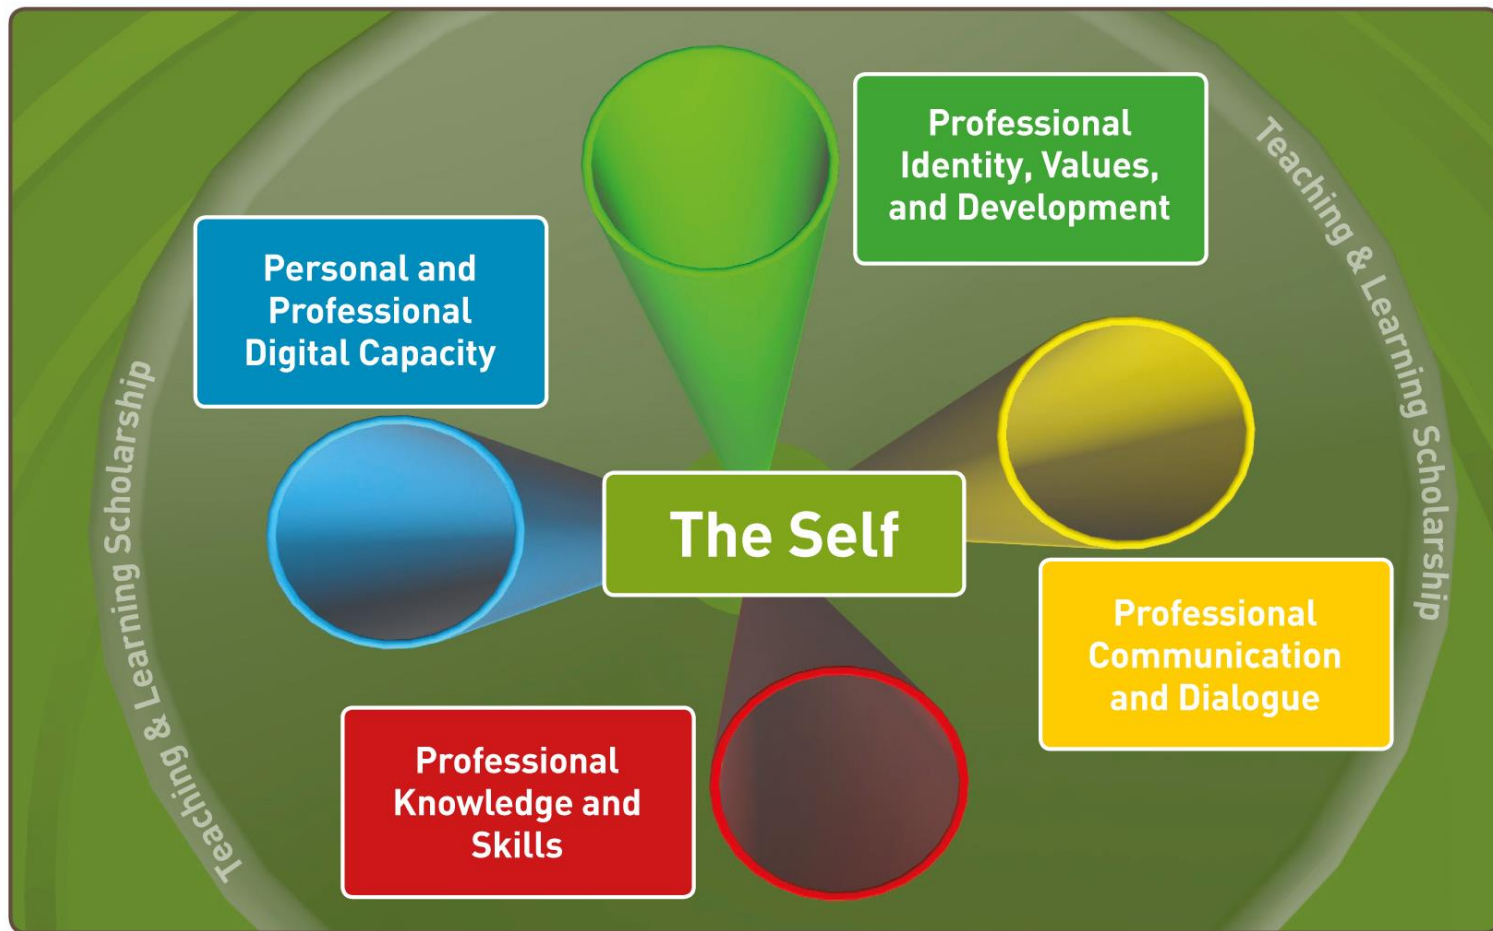 Professional
Identity, Values,
and Development
Teaching & Learning Scholarship
Personal and
Professional
Digital Capacity
Teaching & Learning Scholarship
The Self
Professional
Communication
and Dialogue
Professional
Knowledge and
Skills